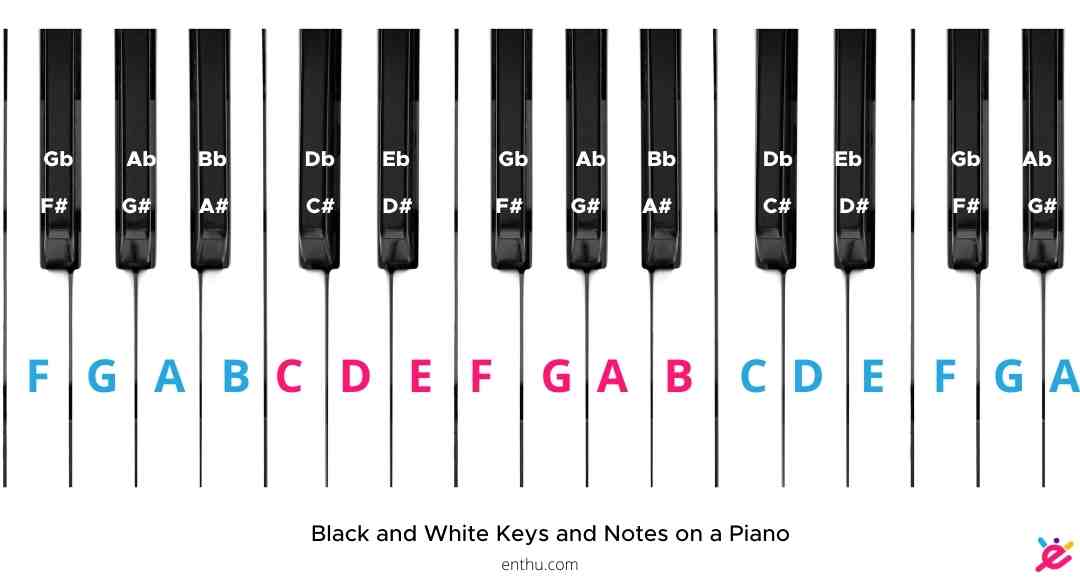 Gb Ab Bb Db Eb Gb Ab Bb Db Eb Gb Ab
F# G# A# C# D# F# G# A# C# D# F# G#
F G A B C D E F G A B C D E F G A
Black and White Keys and Notes on a Piano
enthu.com
e